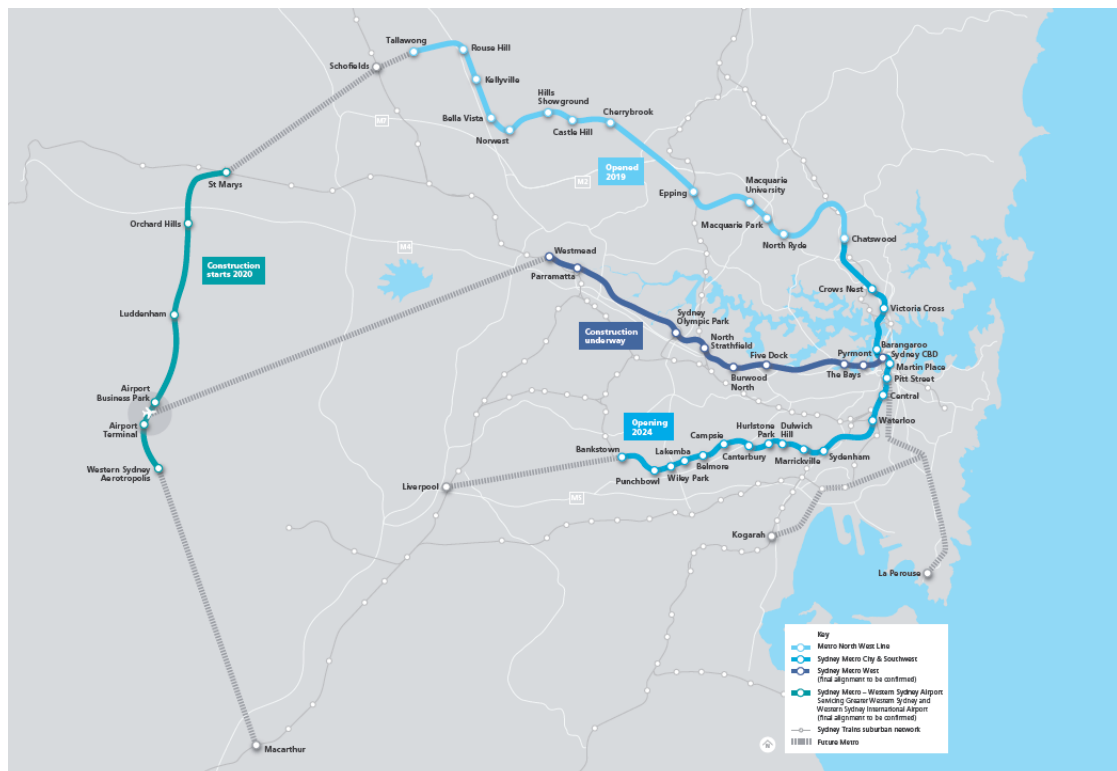 Tallawong
Rouse Hill
Schofields
Kellyville
Hills
Showground
Cherrybrook
Bella Vista
Norwest
Castle Hill
M7
Opened
2019
M2
St Marys
Epping
Macquarie
University
Macquarie Park
North Ryde
Chatswood
Orchard Hills
M4
Westmead
Parramatta
Construction
starts 2020
Crows Nest
Victoria Cross
Luddenham
Sydney
Olympic Park
Construction
underway
North
Strathfield
Five Dock
Burwood
North
Pyrmont
The Bays
Barangaroo
Sydney CBD
Martin Place
Pitt Street
Central
Waterloo
Airport
Business Park
Airport
Terminal
Western Sydney
Aerotropolis
Opening
2024
Bankstown
Punchbowl
Lakemba
Wiley Park
Campsie
Belmore
Hurlstone
Park
Canterbury
Dulwich
Hill
Marrickville
Sydenham
Liverpool
M5
Kogarah
La Perouse
Macarthur
Key
Metro North West Line
Sydney Metro City & Southwest
Sydney Metro West
(final alignment to be confirmed)
Sydney Metro – Western Sydney Airport
Servicing Greater Western Sydney and
Western Sydney International Airport
(final alignment to be confirmed)
Sydney Trains suburban network
Future Metro
N